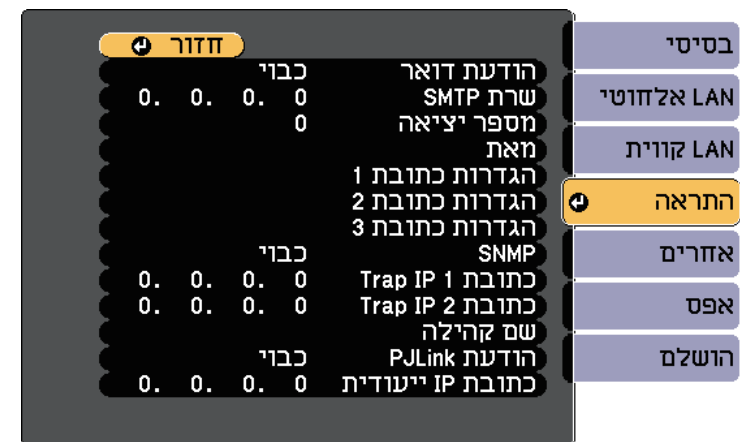 חזור
הודעת דואר כבוי
שרת SMTP 0. 0. 0. 0
מספר יציאה 0
מאת
הגדרות כתובת 1
הגדרות כתובת 2
הגדרות כתובת 3
SNMP כבוי
כתובת Trap IP 1 0. 0. 0. 0
כתובת Trap IP 2 0. 0. 0. 0
שם קהילה
הודעת PJLink כבוי
כתובת IP ייעודית 0. 0. 0. 0
בסיסי
LAN אלחוטי
LAN קווית
התראה
אחרים
אפס
הושלם